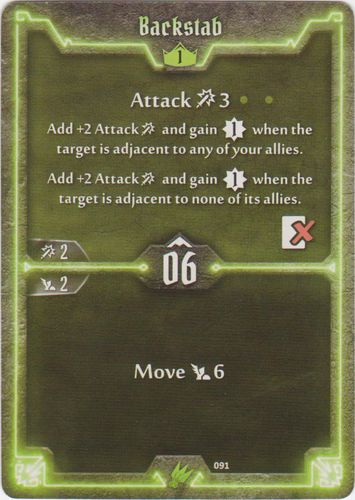 Backstab
1
Attack 3
Add +2 Attack and gain 1 when the
target is adjacent to any of your allies.
Add +2 Attack and gain 1 when the
target is adjacent to none of its allies.
2
06
2
Move 6
091